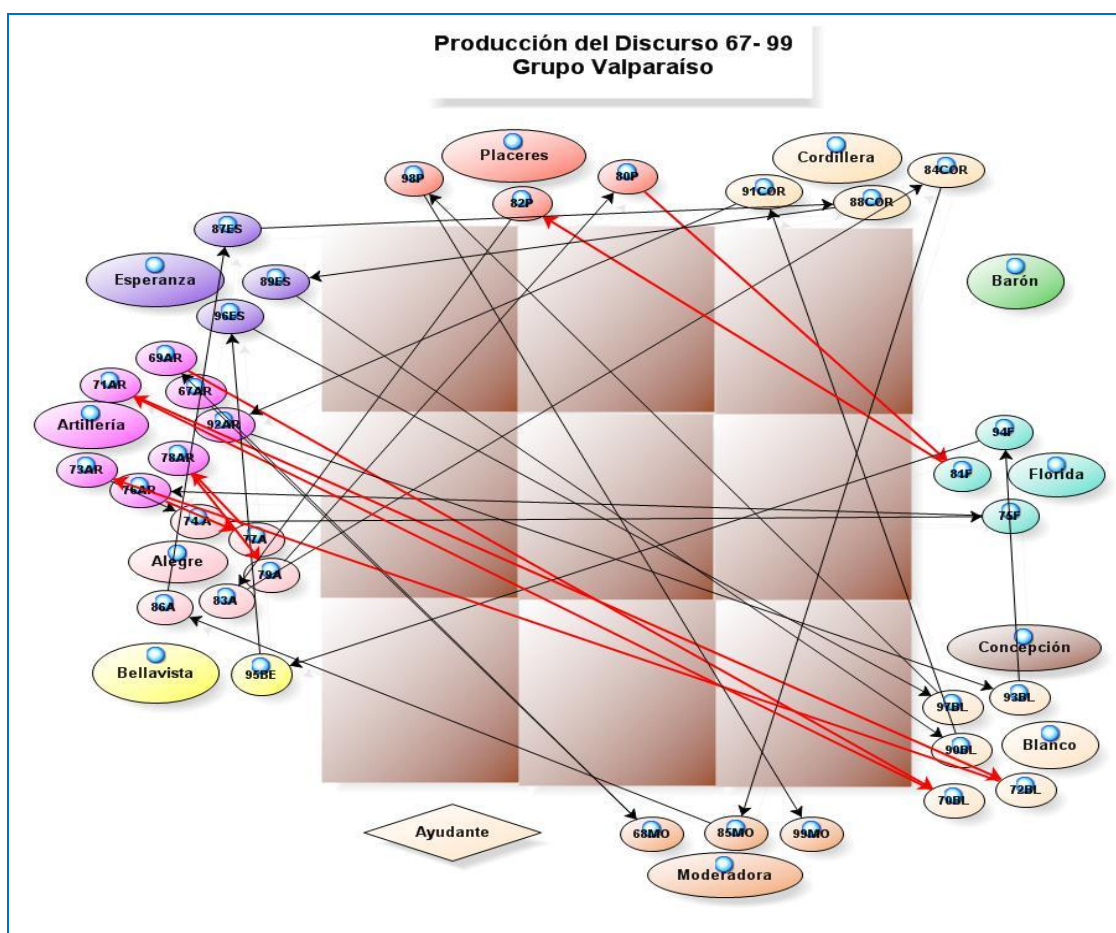 Producción del Discurso 67- 99
Grupo Valparaíso
Placeres
98P
80P
82P
Cordillera
84COR
91COR
88COR
87ES
Esperanza
89ES
96ES
Barón
69AR
71AR
67AR
92AR
Artillería
78AR
73AR
76AR
94F
81F
Florida
75F
74A
77A
Alegre
79A
86A
83A
Bellavista
95BE
Concepción
97BL
93BL
90BL
Blanco
70BL
72BL
Ayudante
68MO
85MO
99MO
Moderadora